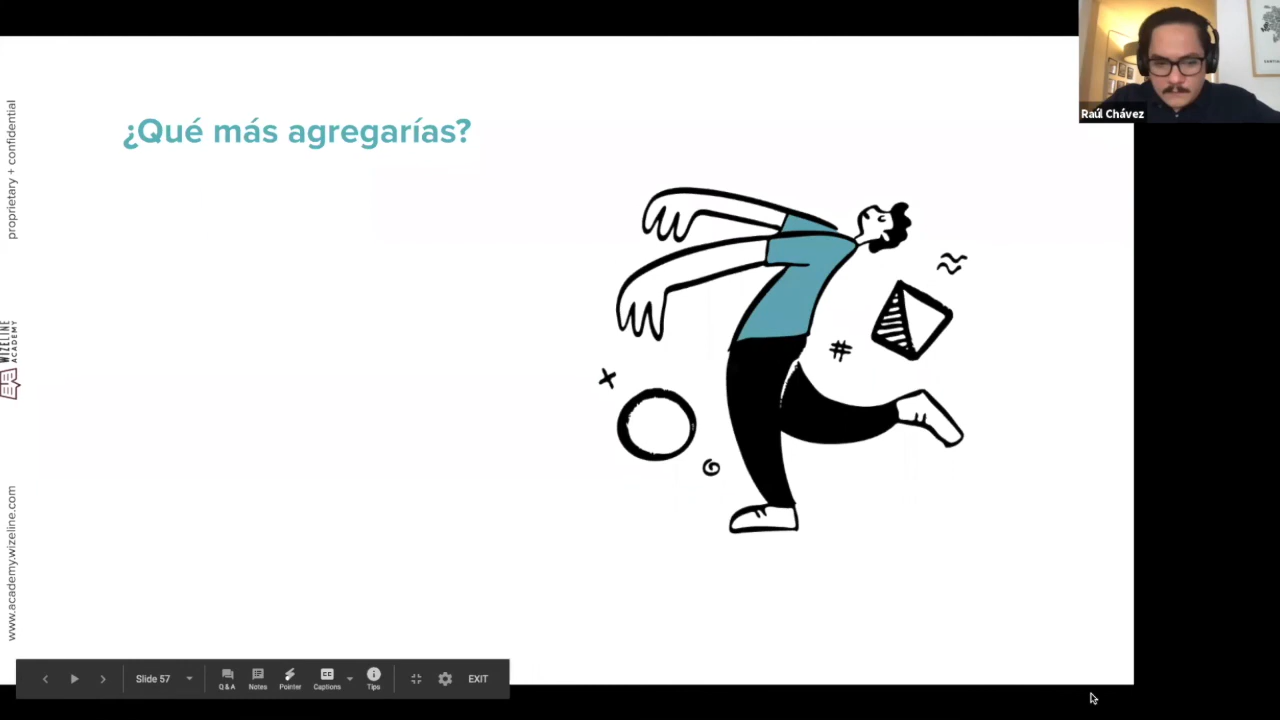 ¿Qué más agregarías?
Raúl Chávez
proprietary + confidential
WIZELINE
ACADEMY
www.academy.wizeline.com
Slide 57
Q & A
Notes
Pointer
CC
Captions
Tips
EXIT